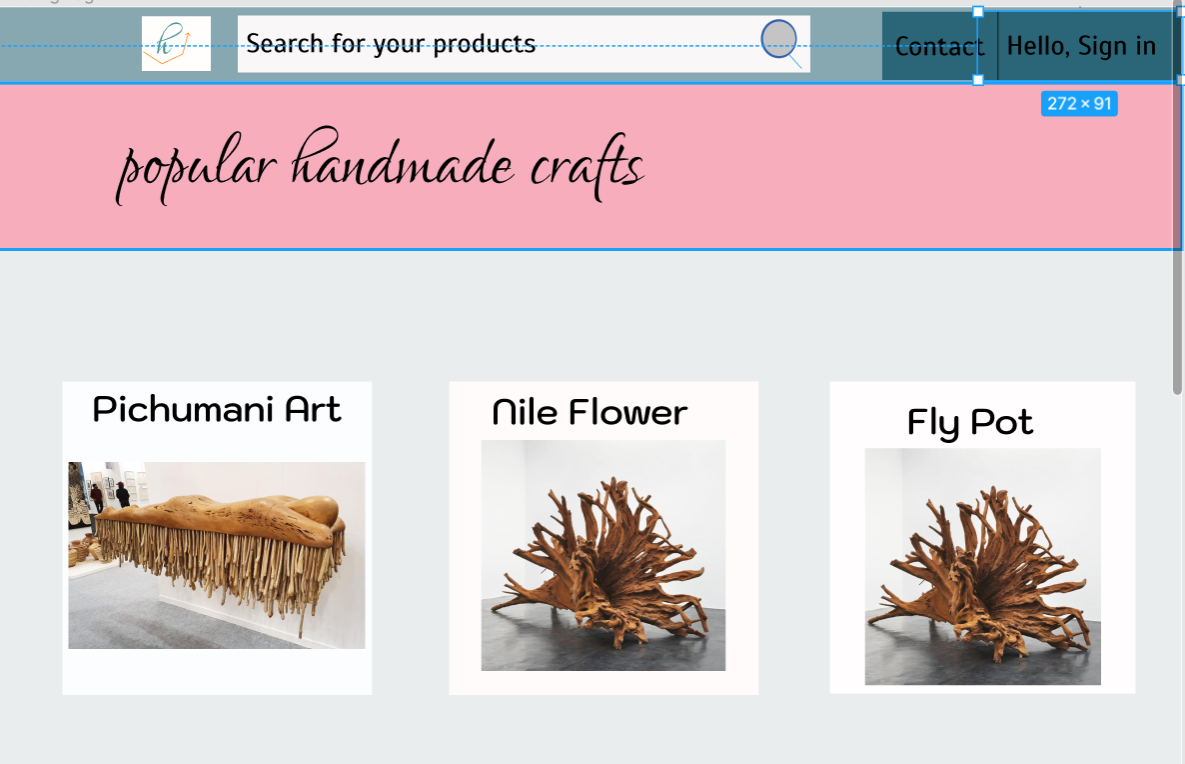 h
Search for your products
Contact
Hello, Sign in
272 × 91
popular handmade crafts
Pichumani Art
Nile Flower
Fly Pot